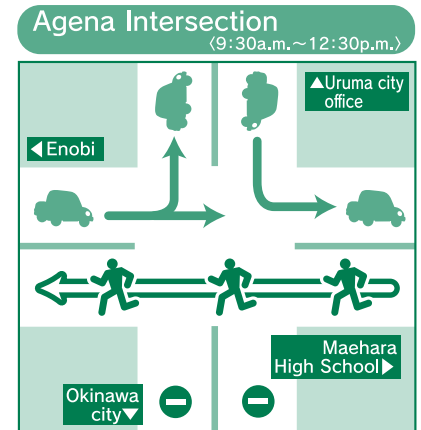 Agena Intersection
〈9:30a.m.～12:30p.m.〉
▲Uruma city
office
◀Enobi
Maehara
High School▶
Okinawa
city▼